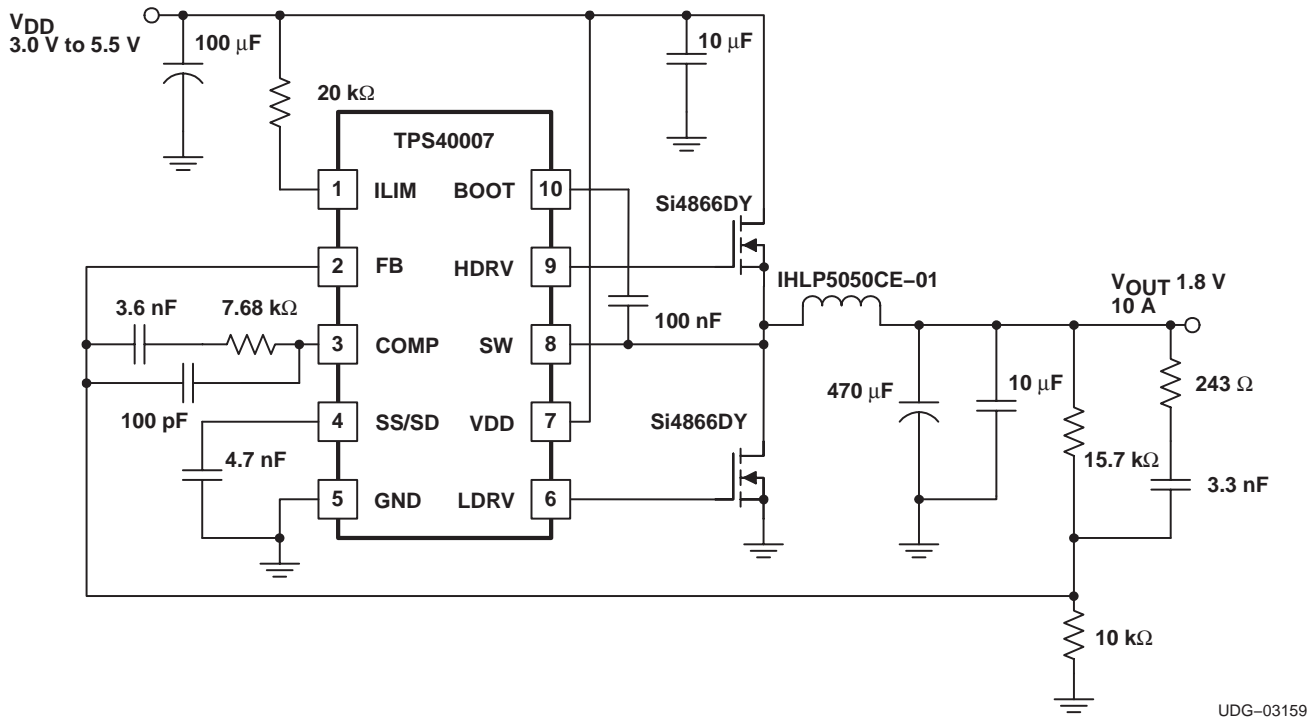 VDD
3.0 V to 5.5 V
100 μF
10 μF
20 kΩ
TPS40007
1
ILIM
BOOT
10
Si4866DY
2
FB
HDRV
9
IHLP5050CE−01
VOUT 1.8 V
10 A
3.6 nF
7.68 kΩ
100 nF
3
COMP
SW
8
470 μF
10 μF
243 Ω
100 pF
4
SS/SD
VDD
7
Si4866DY
15.7 kΩ
4.7 nF
3.3 nF
5
GND
LDRV
6
10 kΩ
UDG−03159